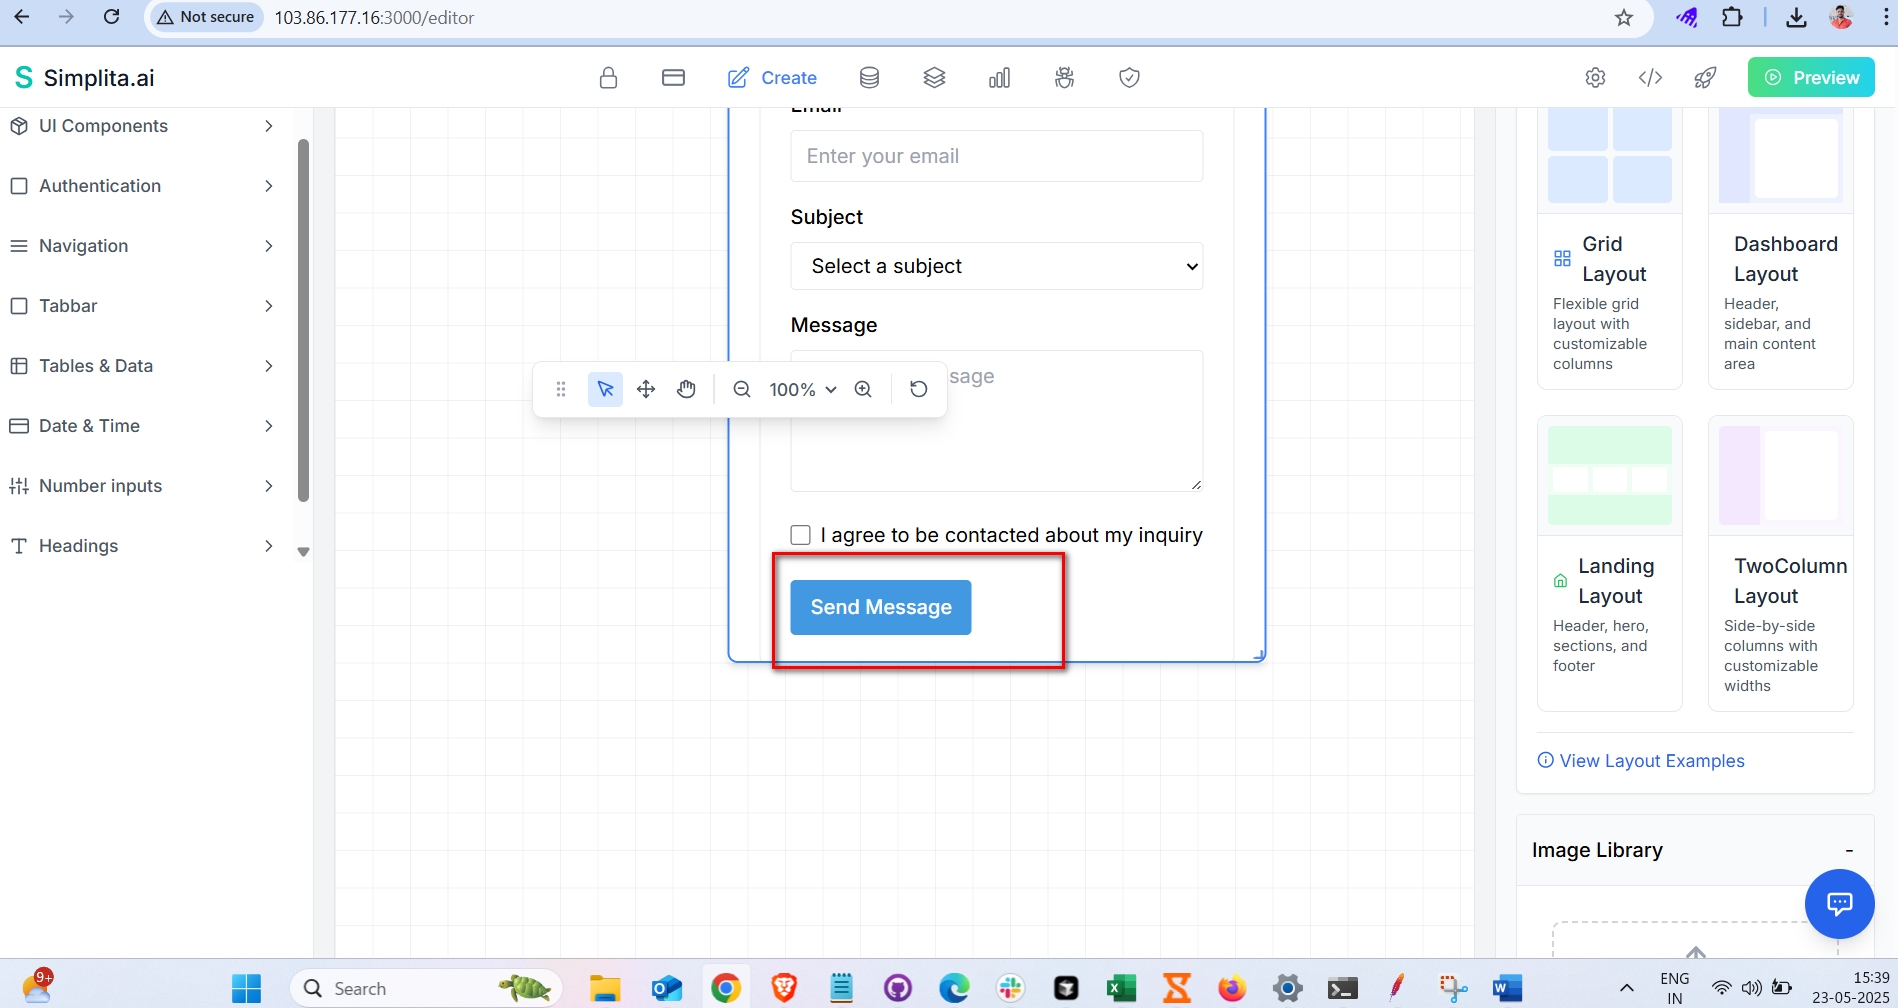 Not secure
103.86.177.16:3000/editor
S Simplita.ai
Create
Preview
UI Components
Authentication
Navigation
Tabbar
Tables & Data
Date & Time
Number inputs
Headings
Email
Enter your email
Subject
Select a subject
Message
sage
100%
I agree to be contacted about my inquiry
Send Message
Grid
Layout
Flexible grid
layout with
customizable
columns
Dashboard
Layout
Header,
sidebar, and
main content
area
Landing
Layout
Header, hero,
sections, and
footer
TwoColumn
Layout
Side-by-side
columns with
customizable
widths
View Layout Examples
Image Library
-
9+
Search
ENG
IN
15:39
23-05-2025